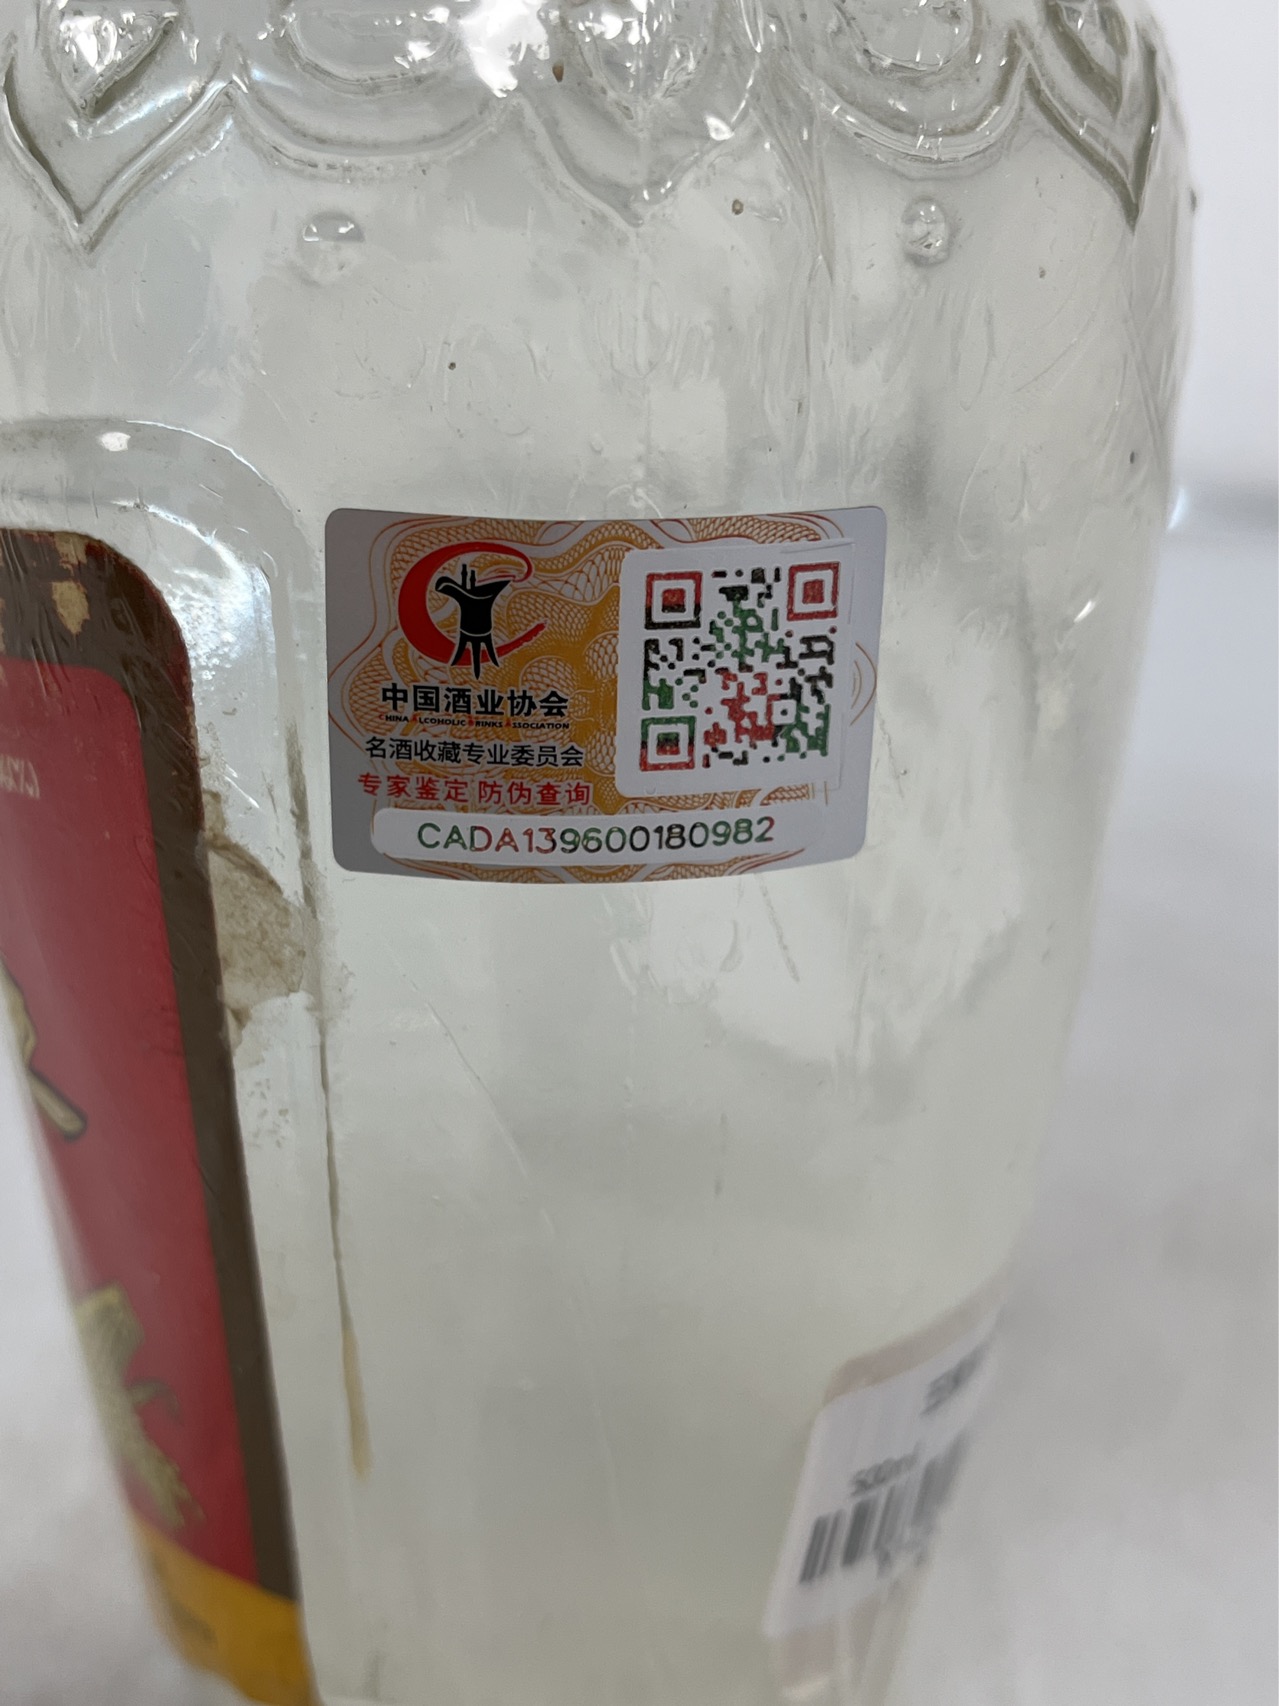 中国酒业协会
CHINA ALCOHOLIC DRINKS ASSOCIATION
名酒收藏专业委员会
专家鉴定 防伪查询
CADA139600180982
500ml